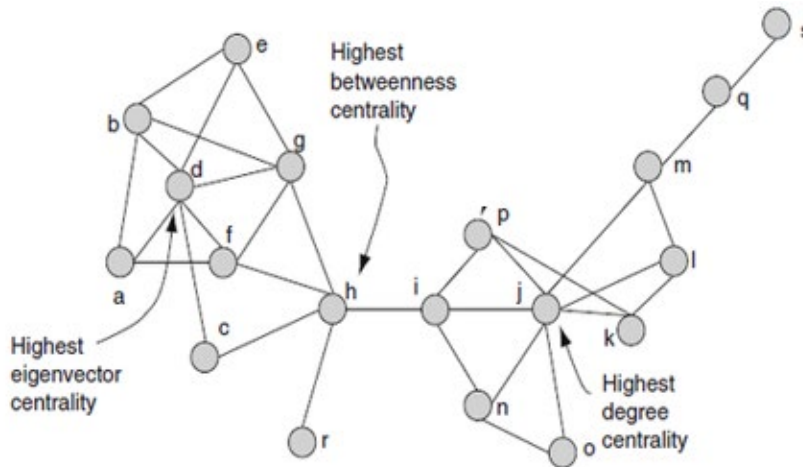 s
e
Highest
betweenness
centrality
q
b
g
m
d
p
f
l
a
h
i
j
c
k
Highest
eigenvector
centrality
Highest
degree
centrality
n
r
o